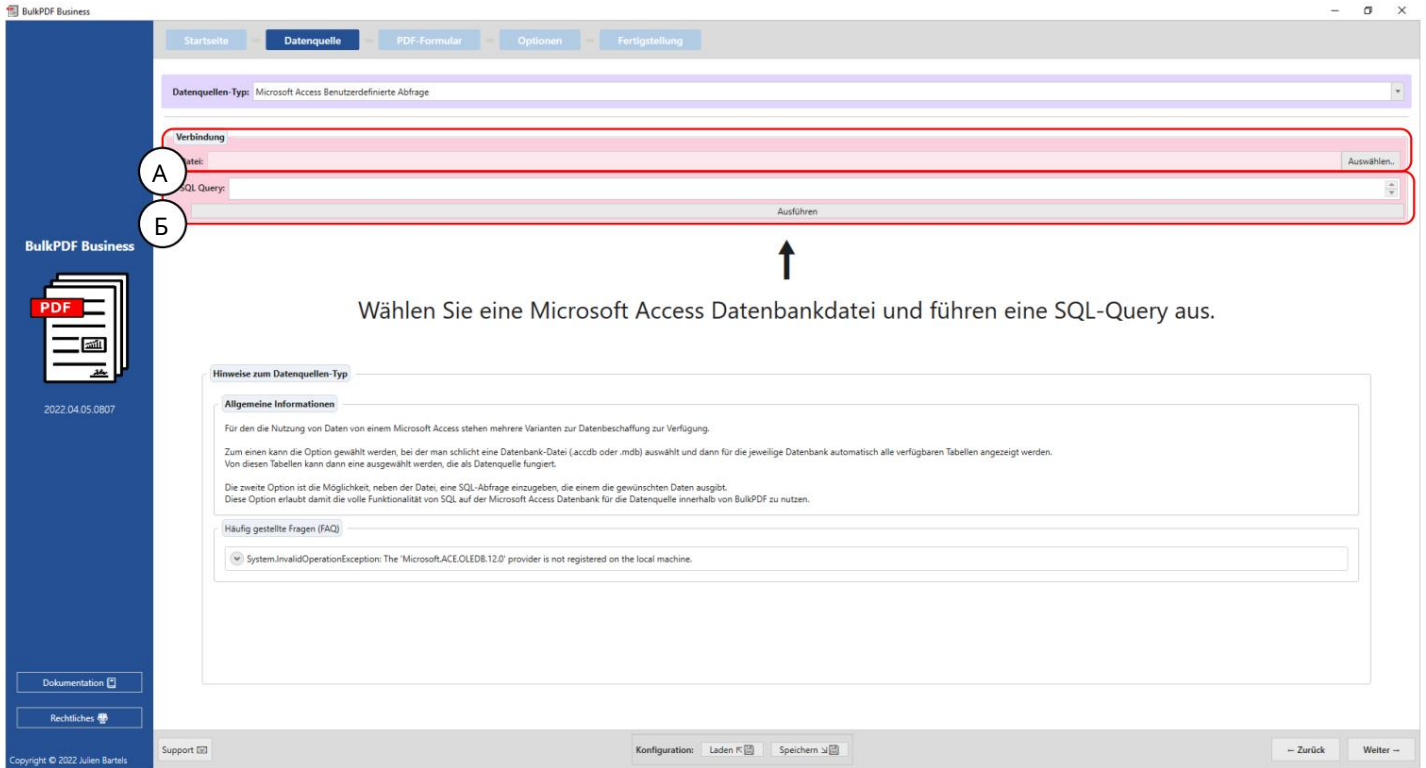 BulkPDF Business
Startseite
Datenquelle
PDF-Formular
Optionen
Fertigstellung
Datenquellen-Typ: Microsoft Access Benutzerdefinierte Abfrage
Verbindung
Datei:
Auswählen..
А
SQL Query:
Ausführen
Б
BulkPDF Business
PDF
2022.04.05.0807
Wählen Sie eine Microsoft Access Datenbankdatei und führen eine SQL-Query aus.
Hinweise zum Datenquellen-Typ
Allgemeine Informationen
Für den die Nutzung von Daten von einem Microsoft Access stehen mehrere Varianten zur Datenbeschaffung zur Verfügung.
Zum einen kann die Option gewählt werden, bei der man schlicht eine Datenbank-Datei (.accdb oder .mdb) auswählt und dann für die jeweilige Datenbank automatisch alle verfügbaren Tabellen angezeigt werden.
Von diesen Tabellen kann dann eine ausgewählt werden, die als Datenquelle fungiert.
Die zweite Option ist die Möglichkeit, neben der Datei, eine SQL-Abfrage einzugeben, die einem die gewünschten Daten ausgibt.
Diese Option erlaubt damit die volle Funktionalität von SQL auf der Microsoft Access Datenbank für die Datenquelle innerhalb von BulkPDF zu nutzen.
Häufig gestellte Fragen (FAQ)
System.InvalidOperationException: The 'Microsoft.ACE.OLEDB.12.0' provider is not registered on the local machine.
Dokumentation
Rechtliches
Copyright © 2022 Julien Bartels
Support
Konfiguration: Laden Speichern
← Zurück
Weiter →